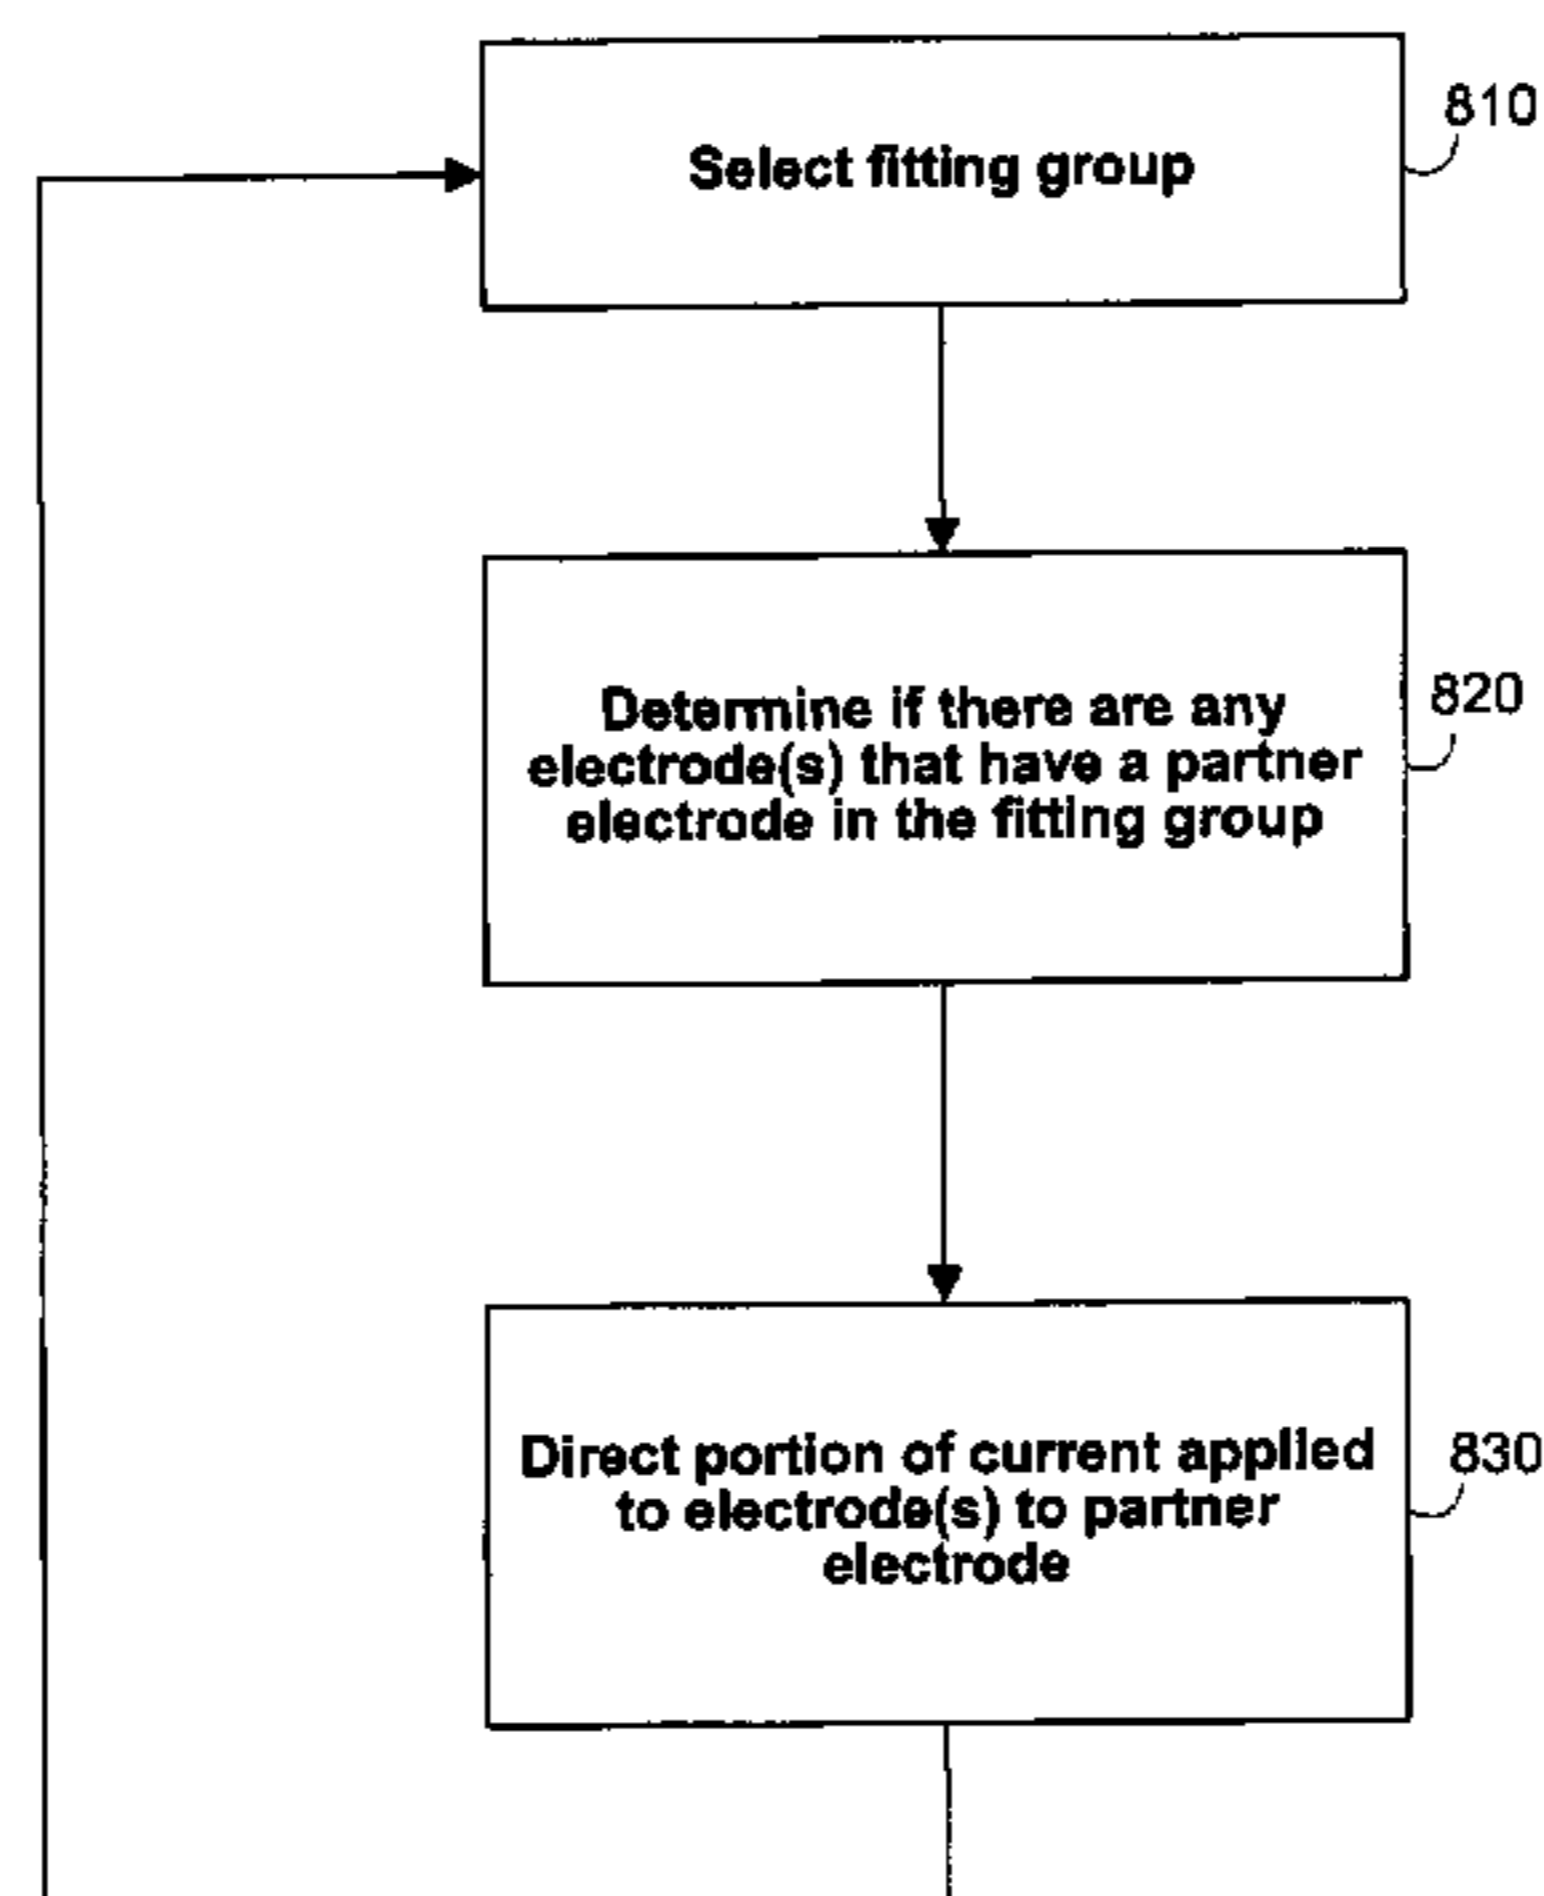 810
Select fitting group
820
Determine if there are any
electrode(s) that have a partner
electrode in the fitting group
830
Direct portion of current applied
to electrode(s) to partner
electrode